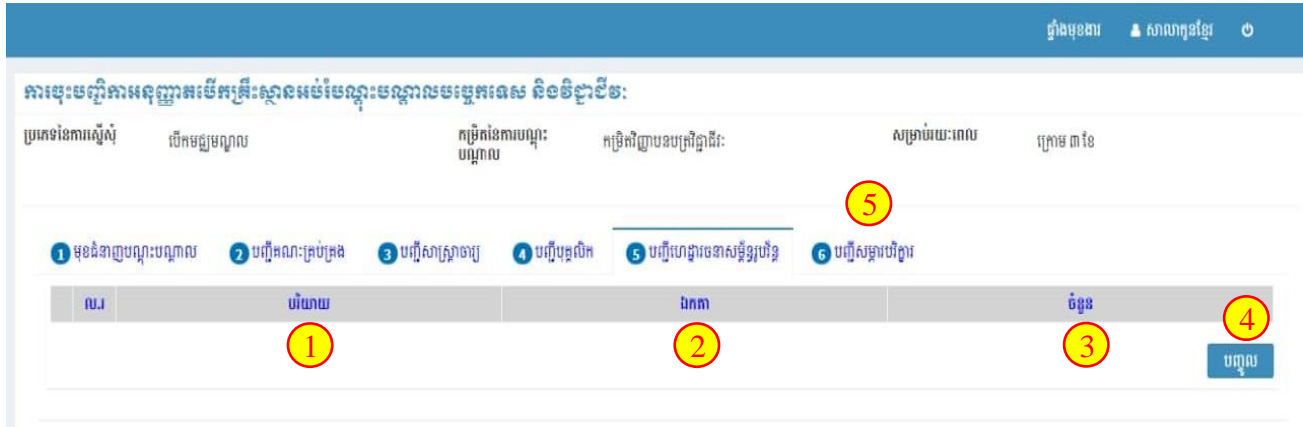 ផ្ទាំងមុខងារ សាលាកូនខ្មែរ
ការចុះបញ្ជិកាអនុញ្ញាតបើកគ្រឹះស្ថានអប់រំបណ្តុះបណ្តាលបច្ចេកទេស និងវិជ្ជាជីវៈ
ប្រភេទនៃការស្នើសុំ បើកមជ្ឈមណ្ឌល កម្រិតនៃការបណ្តុះ កម្រិតវិញ្ញាបនបត្រវិជ្ជាជីវៈ សម្រាប់រយៈពេល ក្រោម ៣ ខែ
បណ្តាល
5
1 មុខជំនាញបណ្តុះបណ្តាល 2 បញ្ជីគណៈគ្រប់គ្រង 3 បញ្ជីសាស្ត្រាចារ្យ 4 បញ្ជីបុគ្គលិក 5 បញ្ជីហេដ្ឋារចនាសម្ព័ន្ធរូបវ័ន្ត 6 បញ្ជីសម្ភារបរិក្ខារ
ល.រ បរិយាយ ឯកតា ចំនួន
1 2 3 4
បញ្ចូល